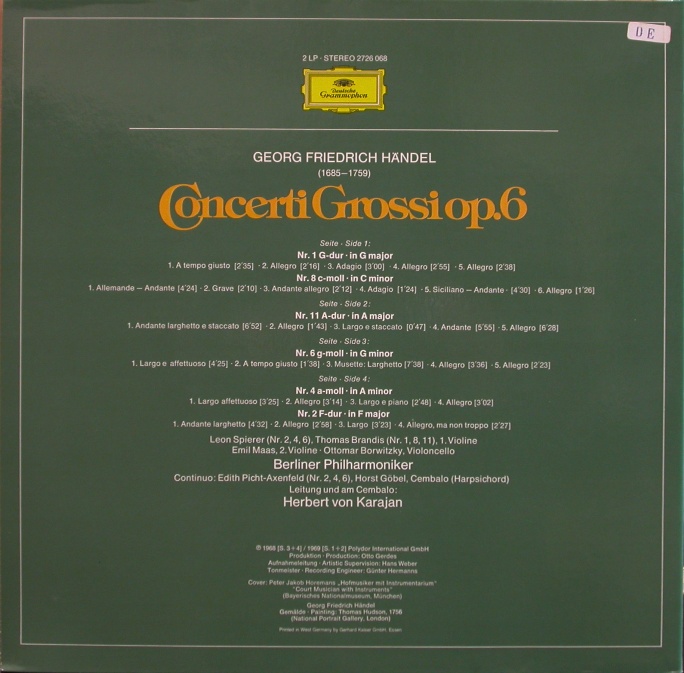 DE
2 LP · STEREO 2726 068
Deutsche
Grammophon
GEORG FRIEDRICH HÄNDEL
(1685—1759)
Concerti Grossi op.6
Seite · Side 1:
Nr. 1 G-dur · in G major
1. A tempo giusto [2'35] · 2. Allegro [2'16] · 3. Adagio [3'00] · 4. Allegro [2'55] · 5. Allegro [2'38]
Nr. 8 c-moll · in C minor
1. Allemande — Andante [4'24] · 2. Grave [2'10] · 3. Andante allegro [2'12] · 4. Adagio [1'24] · 5. Siciliano — Andante · [4'30] · 6. Allegro [1'26]
Seite · Side 2:
Nr. 11 A-dur · in A major
1. Andante larghetto e staccato [6'52] · 2. Allegro [1'43] · 3. Largo e staccato [0'47] · 4. Andante [5'55] · 5. Allegro [6'28]
Seite · Side 3:
Nr. 6 g-moll · in G minor
1. Largo e affettuoso [4'25] · 2. A tempo giusto [1'38] · 3. Musette: Larghetto [7'38] · 4. Allegro [3'36] · 5. Allegro [2'23]
Seite · Side 4:
Nr. 4 a-moll · in A minor
1. Largo affettuoso [3'25] · 2. Allegro [3'14] · 3. Largo e piano [2'48] · 4. Allegro [3'02]
Nr. 2 F-dur · in F major
1. Andante larghetto [4'32] · 2. Allegro [2'58] · 3. Largo [3'23] · 4. Allegro, ma non troppo [2'27]
Leon Spierer (Nr. 2, 4, 6), Thomas Brandis (Nr. 1, 8, 11), 1. Violine
Emil Maas, 2. Violine · Ottomar Borwitzky, Violoncello
Berliner Philharmoniker
Continuo: Edith Picht-Axenfeld (Nr. 2, 4, 6), Horst Göbel, Cembalo (Harpsichord)
Leitung und am Cembalo:
Herbert von Karajan
℗ 1968 [S. 3+4] / 1969 [S. 1+2] Polydor International GmbH
Produktion · Production: Otto Gerdes
Aufnahmeleitung · Artistic Supervision: Hans Weber
Tonmeister · Recording Engineer: Günter Hermanns
Cover: Peter Jakob Horemans „Hofmusiker mit Instrumentarium"
"Court Musician with Instruments"
(Bayerisches Nationalmuseum, München)
Georg Friedrich Händel
Gemälde · Painting: Thomas Hudson, 1756
(National Portrait Gallery, London)
Printed in West Germany by Gerhard Kaiser GmbH, Essen